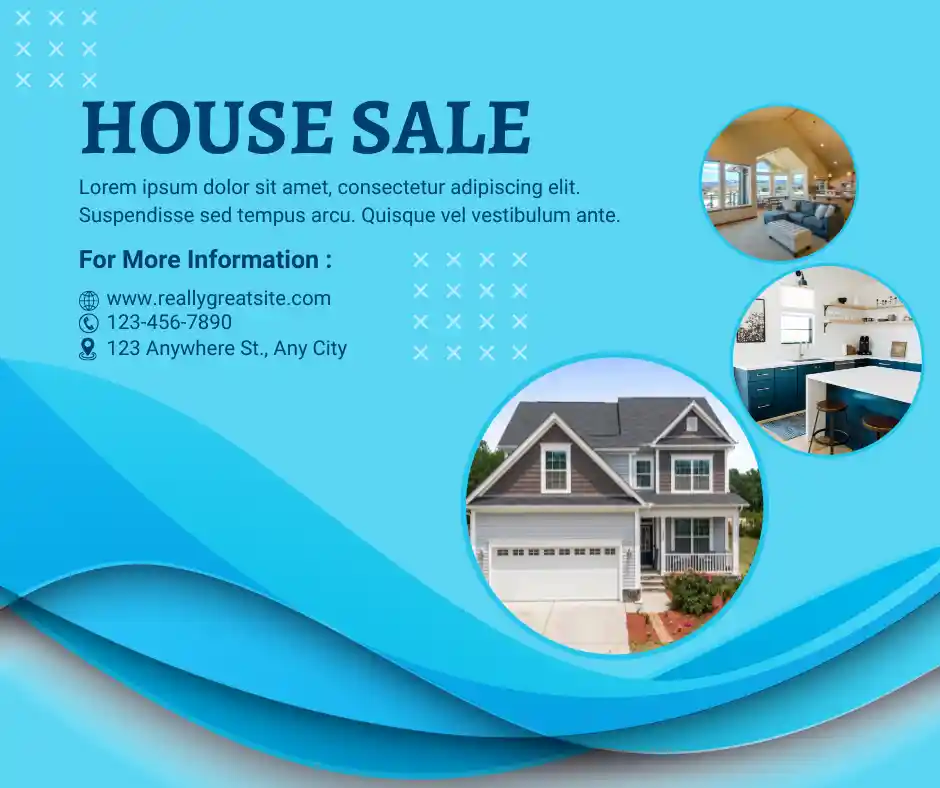 HOUSE SALE
Lorem ipsum dolor sit amet, consectetur adipiscing elit.
Suspendisse sed tempus arcu. Quisque vel vestibulum ante.
For More Information :
www.reallygreatsite.com
123-456-7890
123 Anywhere St., Any City